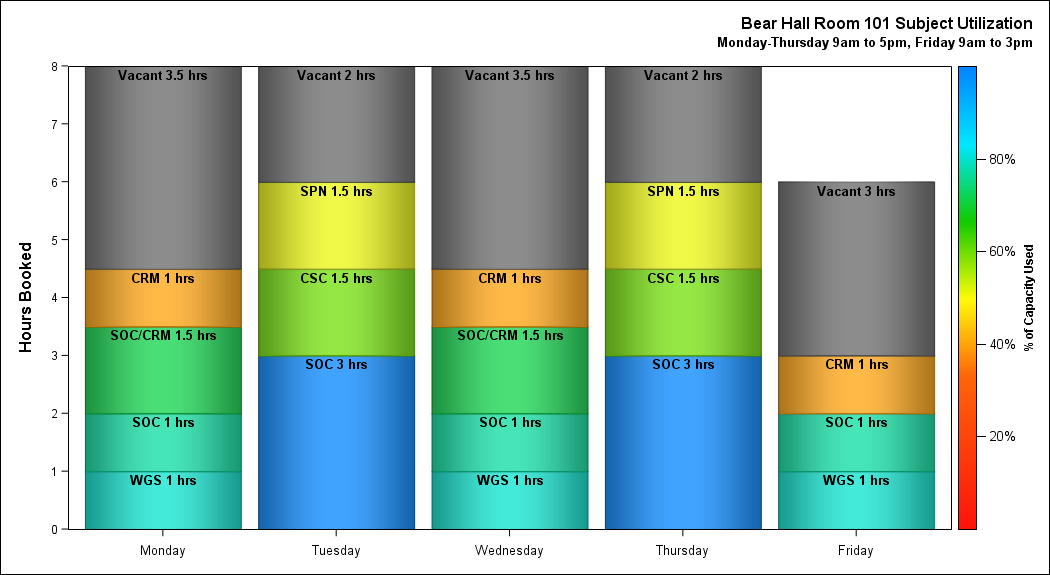 Bear Hall Room 101 Subject Utilization
Monday-Thursday 9am to 5pm, Friday 9am to 3pm
Hours Booked
8
7
6
5
4
3
2
1
0
Vacant 3.5 hrs
CRM 1 hrs
SOC/CRM 1.5 hrs
SOC 1 hrs
WGS 1 hrs
Monday
Vacant 2 hrs
SPN 1.5 hrs
CSC 1.5 hrs
SOC 3 hrs
Tuesday
Vacant 3.5 hrs
CRM 1 hrs
SOC/CRM 1.5 hrs
SOC 1 hrs
WGS 1 hrs
Wednesday
Vacant 2 hrs
SPN 1.5 hrs
CSC 1.5 hrs
SOC 3 hrs
Thursday
Vacant 3 hrs
CRM 1 hrs
SOC 1 hrs
WGS 1 hrs
Friday
80%
60%
40%
20%
% of Capacity Used